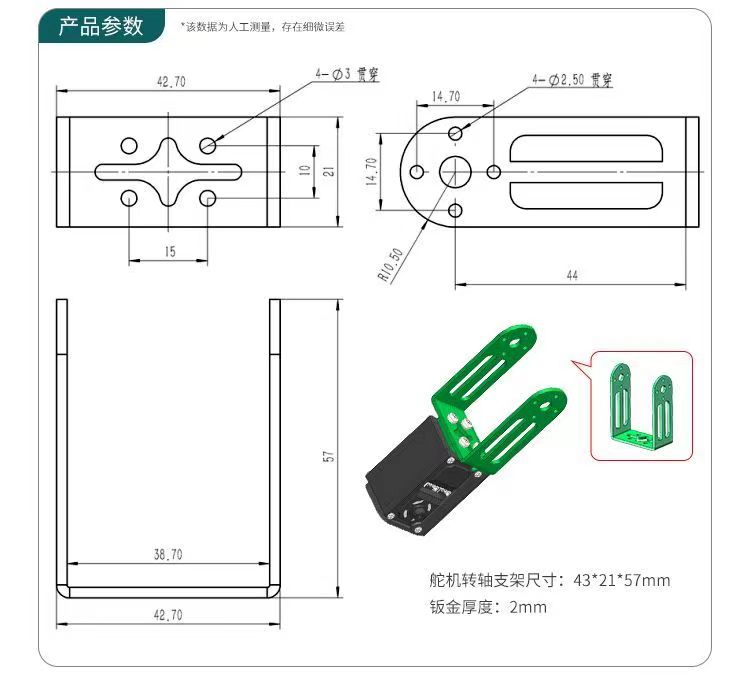 产品参数
*该数据为人工测量，存在细微误差
42.70
4-Ø3 贯穿
10
21
15
4-Ø2.50 贯穿
14.70
14.70
R10.50
44
57
38.70
42.70
舵机转轴支架尺寸：43*21*57mm
钣金厚度：2mm